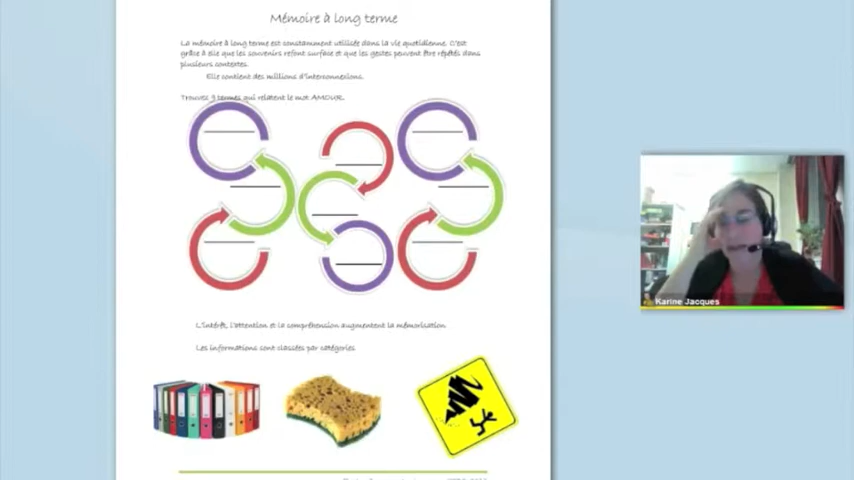 Mémoire à long terme
La mémoire à long terme est constamment utilisée dans la vie quotidienne. C'est
grâce à elle que les souvenirs refont surface et que les gestes peuvent être répétés dans
plusieurs contextes.
Elle contient des millions d'interconnexions.
Trouvez 9 termes qui relatent le mot AMOUR.
L'intérêt, l'attention et la compréhension augmentent la mémorisation
Les informations sont classées par catégories
Karine Jacques